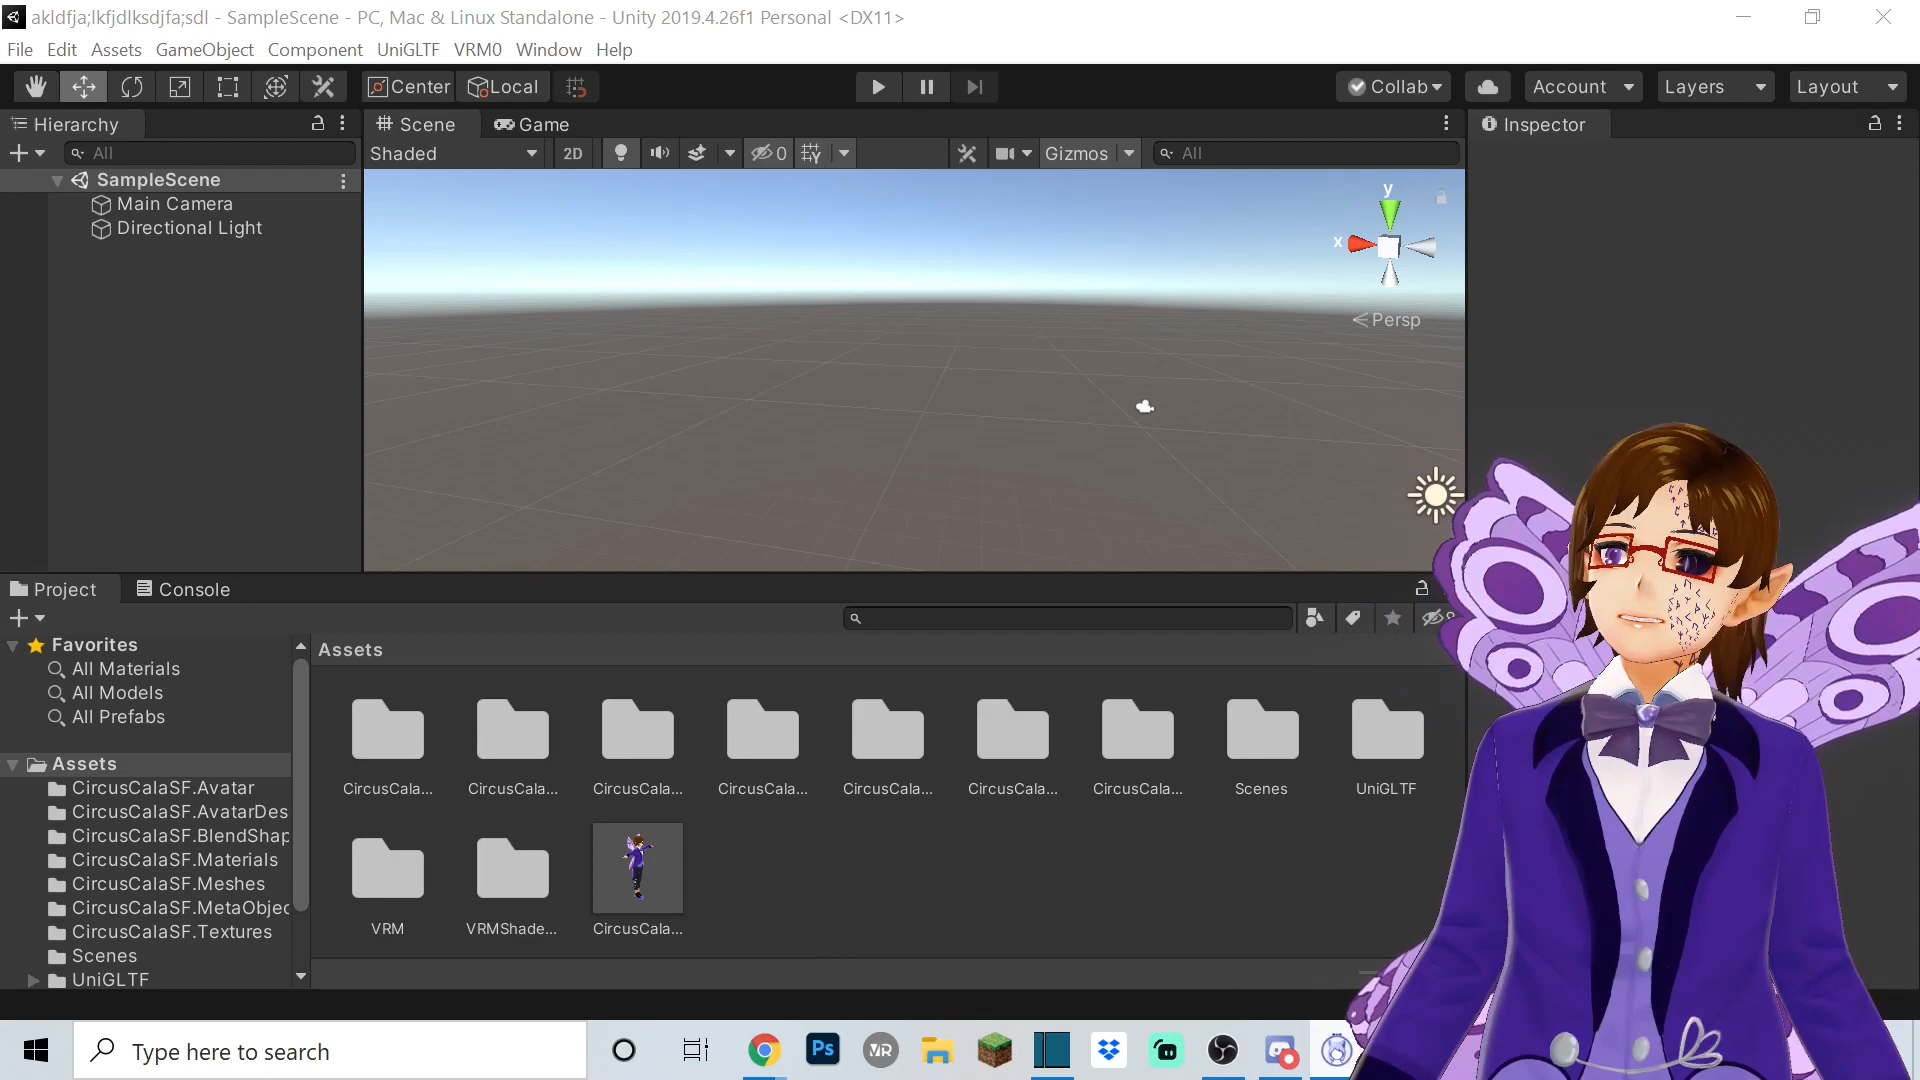 akldfja;lkfjdlksdjfa;sdl - SampleScene - PC, Mac & Linux Standalone - Unity 2019.4.26f1 Personal <DX11>
File Edit Assets GameObject Component UniGLTF VRM0 Window Help
Center Local Collab Account Layers Layout
Hierarchy
Scene Game
Inspector
All
Shaded 2D 0 Gizmos All
SampleScene
Main Camera
Directional Light
y
x
Persp
Project Console
Favorites
All Materials
All Models
All Prefabs
Assets
CircusCalaSF.Avatar
CircusCalaSF.AvatarDes
CircusCalaSF.BlendShap
CircusCalaSF.Materials
CircusCalaSF.Meshes
CircusCalaSF.MetaObjec
CircusCalaSF.Textures
Scenes
UniGLTF
Assets
CircusCala... CircusCala... CircusCala... CircusCala... CircusCala... CircusCala... CircusCala... Scenes UniGLTF
VRM VRMShade... CircusCala...
Type here to search
Ps
VR